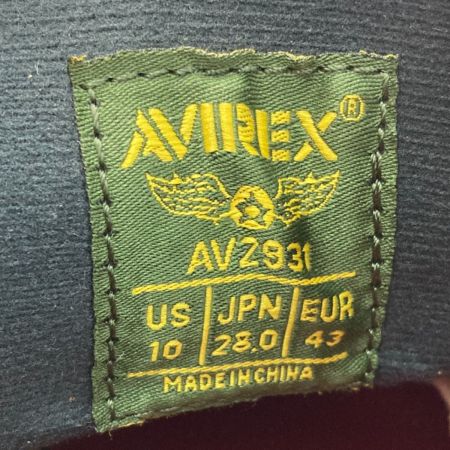 AVIREX®
AV2931
US JPN EUR
10 28.0 43
MADE IN CHINA